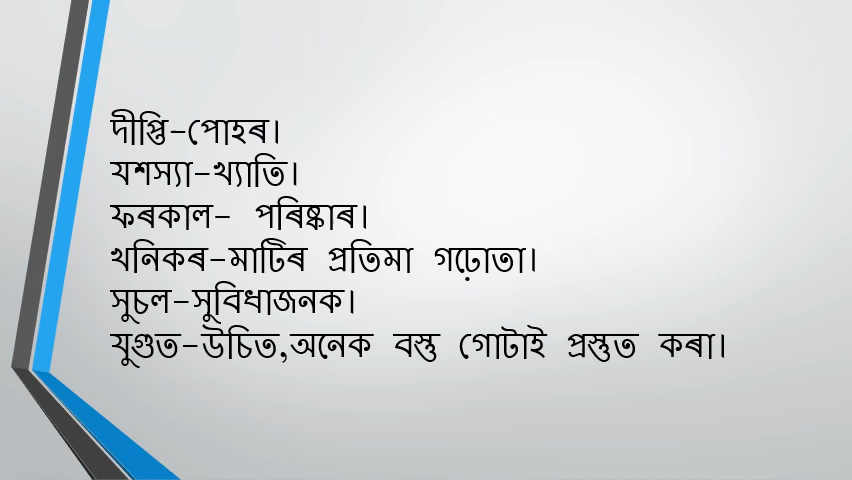 দীপ্তি-পোহৰ।
যশস্যা-খ্যাতি।
ফৰকাল- পৰিষ্কাৰ।
খনিকৰ-মাটিৰ প্ৰতিমা গঢ়োতা।
সুচল-সুবিধাজনক।
যুগুত-উচিত,অনেক বস্তু গোটাই প্ৰস্তুত কৰা।